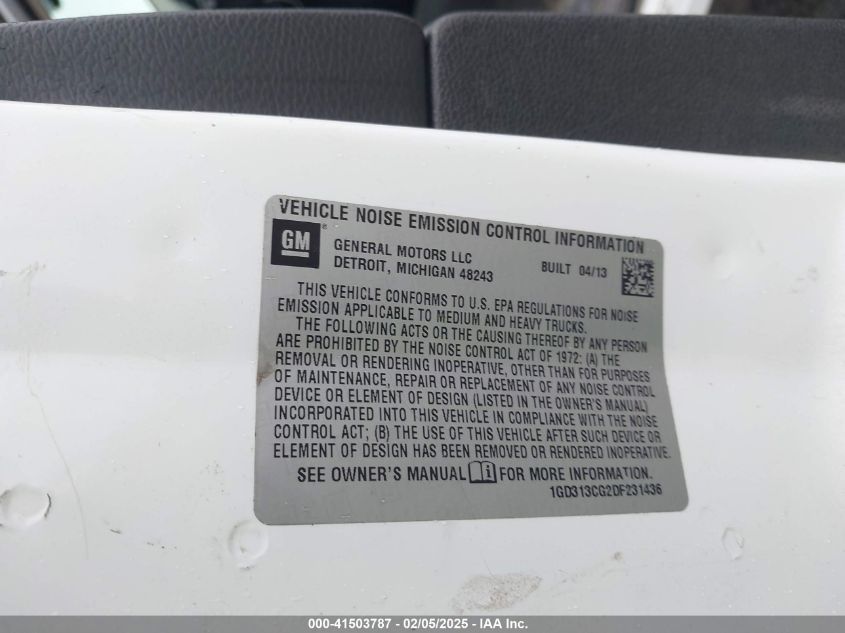 VEHICLE NOISE EMISSION CONTROL INFORMATION
GM®
GENERAL MOTORS LLC
DETROIT, MICHIGAN 48243
BUILT 04/13
THIS VEHICLE CONFORMS TO U.S. EPA REGULATIONS FOR NOISE
EMISSION APPLICABLE TO MEDIUM AND HEAVY TRUCKS.
THE FOLLOWING ACTS OR THE CAUSING THEREOF BY ANY PERSON
ARE PROHIBITED BY THE NOISE CONTROL ACT OF 1972: (A) THE
REMOVAL OR RENDERING INOPERATIVE, OTHER THAN FOR PURPOSES
OF MAINTENANCE, REPAIR OR REPLACEMENT OF ANY NOISE CONTROL
DEVICE OR ELEMENT OF DESIGN (LISTED IN THE OWNER'S MANUAL)
INCORPORATED INTO THIS VEHICLE IN COMPLIANCE WITH THE NOISE
CONTROL ACT; (B) THE USE OF THIS VEHICLE AFTER SUCH DEVICE OR
ELEMENT OF DESIGN HAS BEEN REMOVED OR RENDERED INOPERATIVE.
SEE OWNER'S MANUAL FOR MORE INFORMATION.
1GD313CG2DF231436
000-41503787 - 02/05/2025 - IAA Inc.